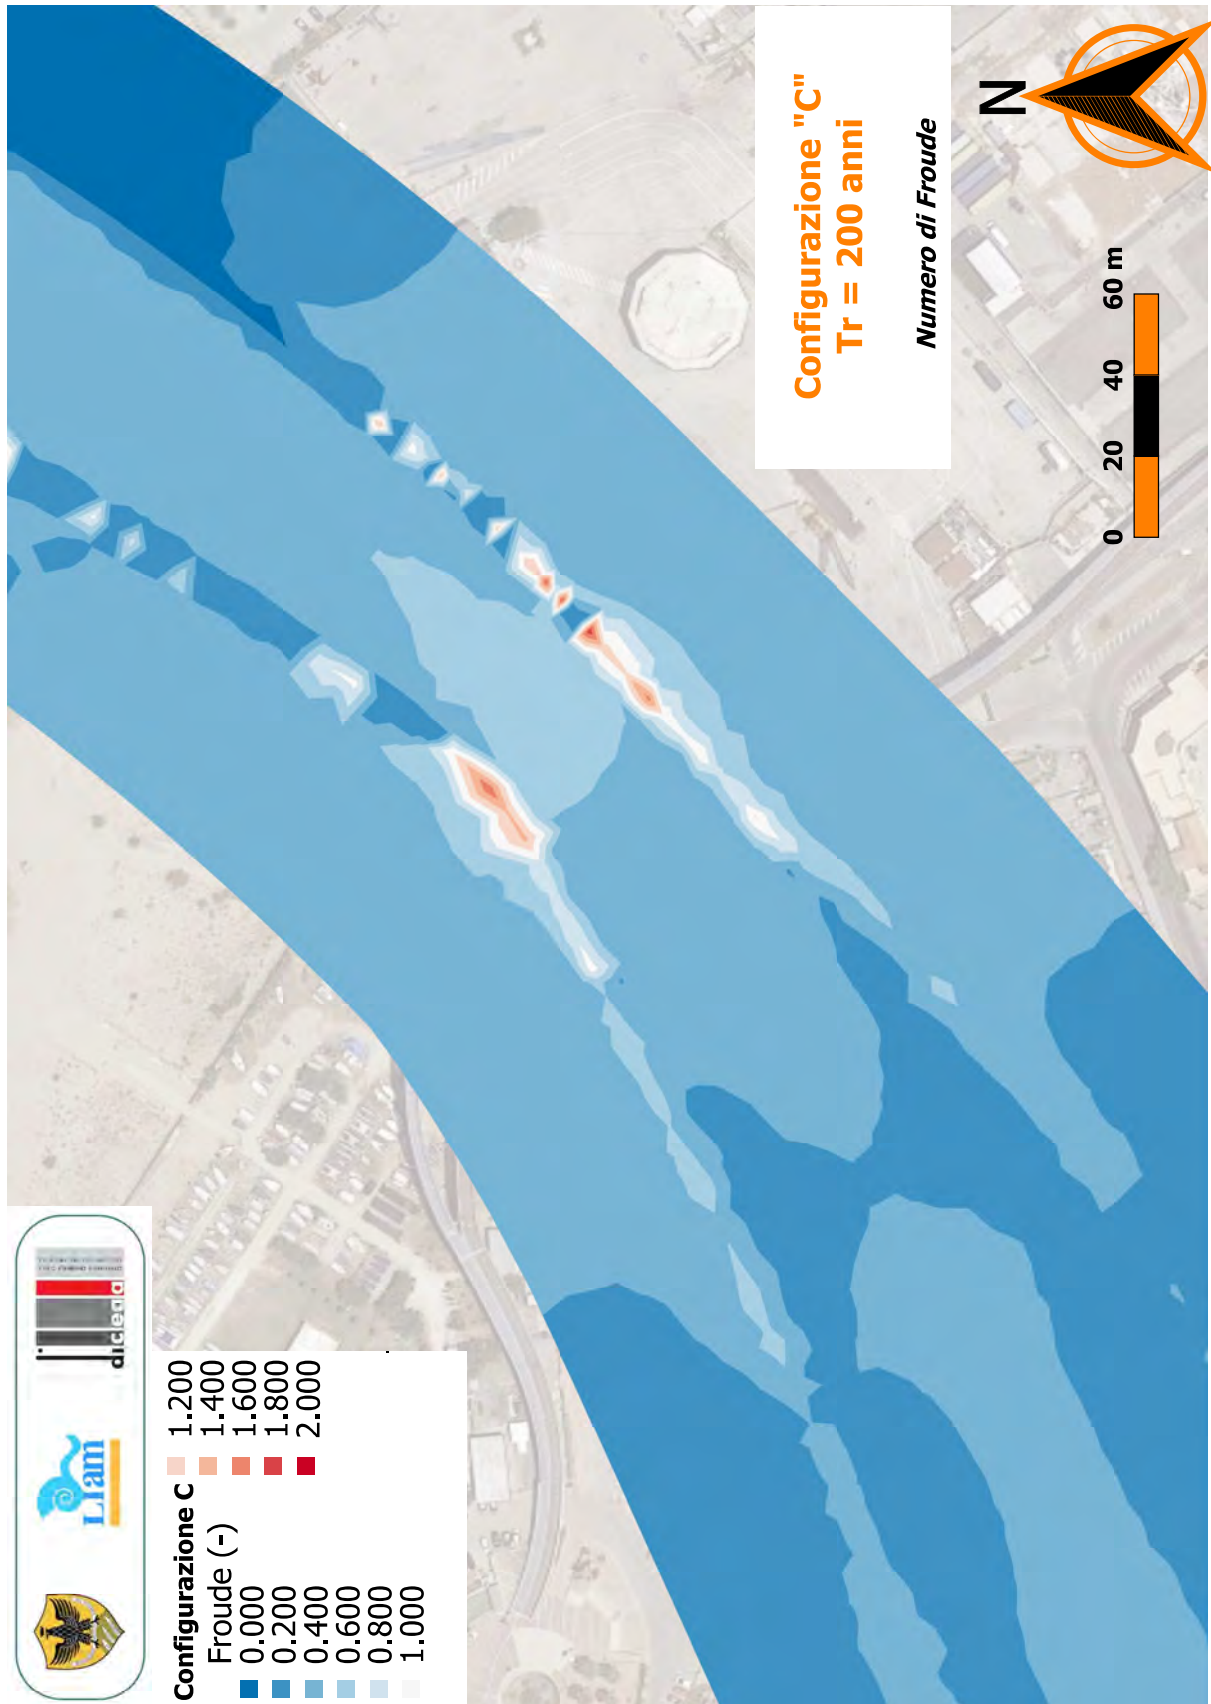 LIam
dicea
Configurazione C
Froude (-)
0.000
0.200
0.400
0.600
0.800
1.000
1.200
1.400
1.600
1.800
2.000
Configurazione "C"
Tr = 200 anni
Numero di Froude
N
0 20 40 60 m